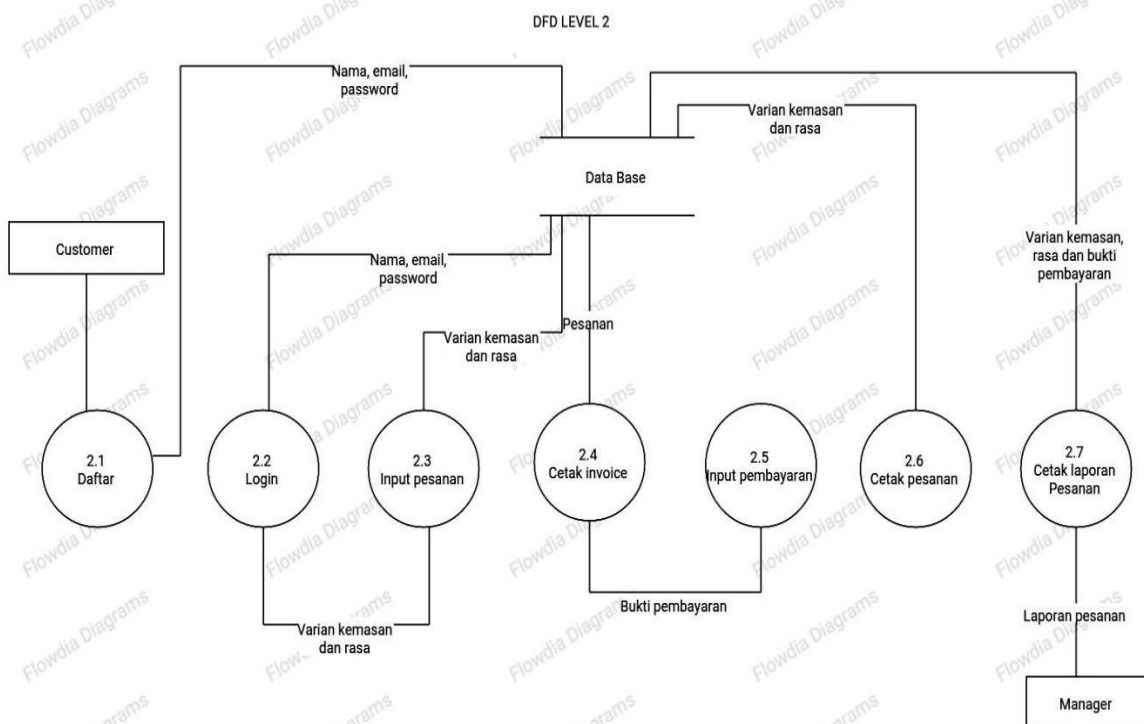 DFD LEVEL 2
Nama, email,
password
Varian kemasan
dan rasa
Data Base
Customer
Nama, email,
password
Varian kemasan,
rasa dan bukti
pembayaran
Pesanan
Varian kemasan
dan rasa
2.1
Daftar
2.2
Login
2.3
Input pesanan
2.4
Cetak invoice
2.5
Input pembayaran
2.6
Cetak pesanan
2.7
Cetak laporan
Pesanan
Bukti pembayaran
Varian kemasan
dan rasa
Laporan pesanan
Manager
Flowdia Diagrams